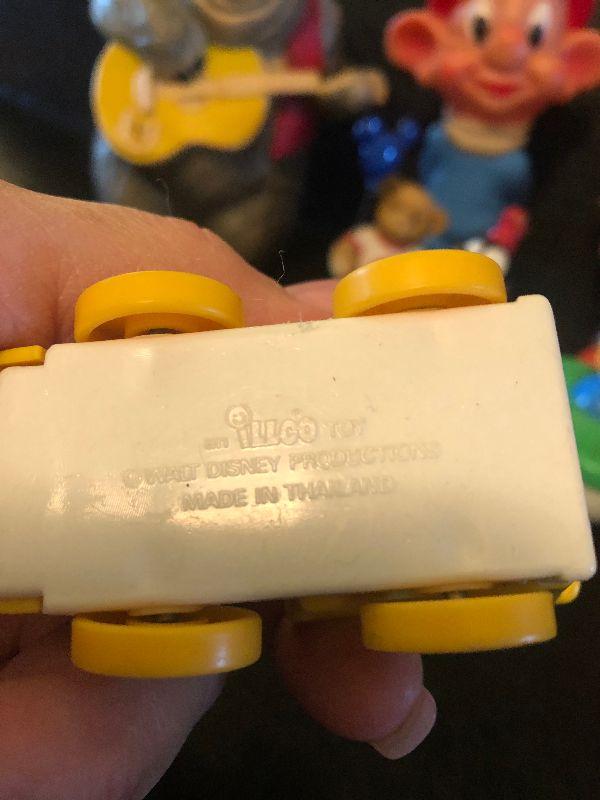 an illco TOY
© WALT DISNEY PRODUCTIONS
MADE IN THAILAND